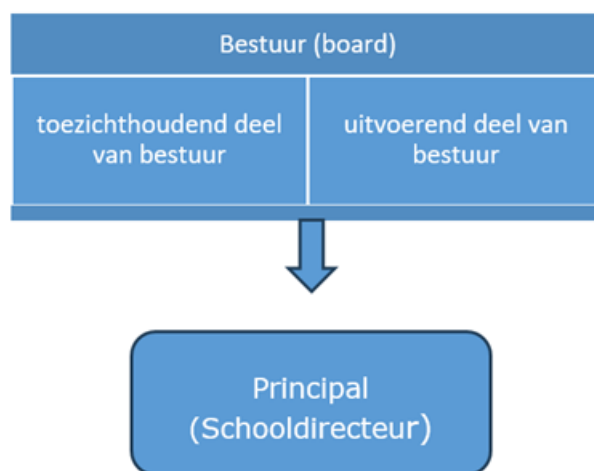 Bestuur (board)
toezichthoudend deel
van bestuur
uitvoerend deel van
bestuur
Principal
(Schooldirecteur)